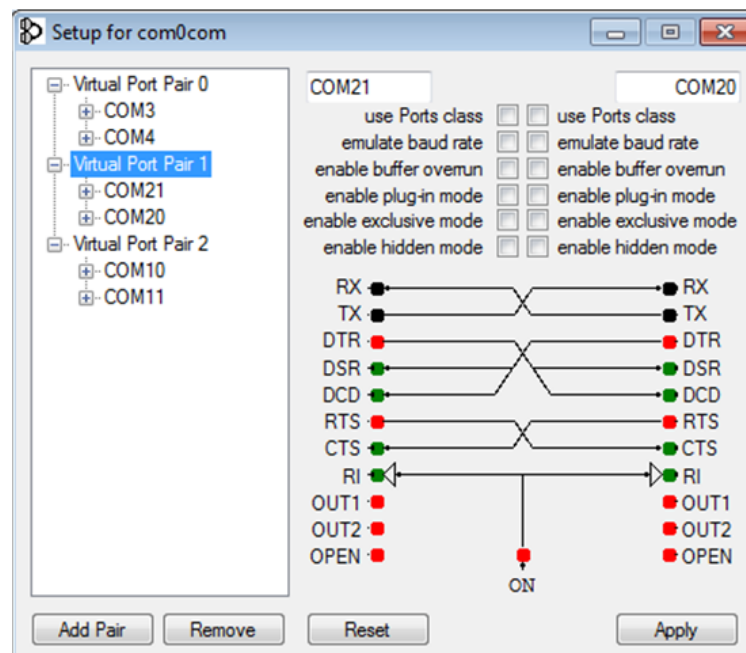 Setup for com0com
Virtual Port Pair 0
COM3
COM4
Virtual Port Pair 1
COM21
COM20
Virtual Port Pair 2
COM10
COM11
COM21 COM20
use Ports class use Ports class
emulate baud rate emulate baud rate
enable buffer overrun enable buffer overrun
enable plug-in mode enable plug-in mode
enable exclusive mode enable exclusive mode
enable hidden mode enable hidden mode
RX RX
TX TX
DTR DTR
DSR DSR
DCD DCD
RTS RTS
CTS CTS
RI RI
OUT1 OUT1
OUT2 OUT2
OPEN OPEN
ON
Add Pair Remove Reset Apply